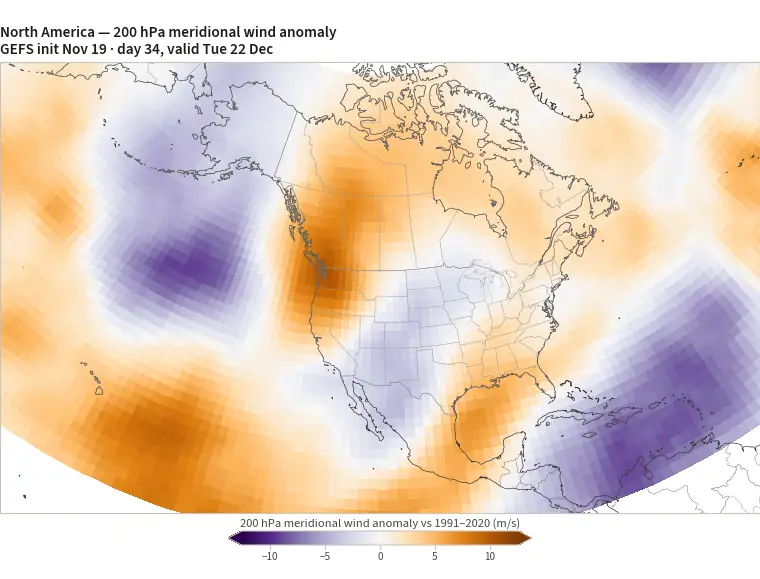 North America — 200 hPa meridional wind anomaly
GEFS init Nov 19 · day 34, valid Tue 22 Dec
200 hPa meridional wind anomaly vs 1991–2020 (m/s)
−10 −5 0 5 10